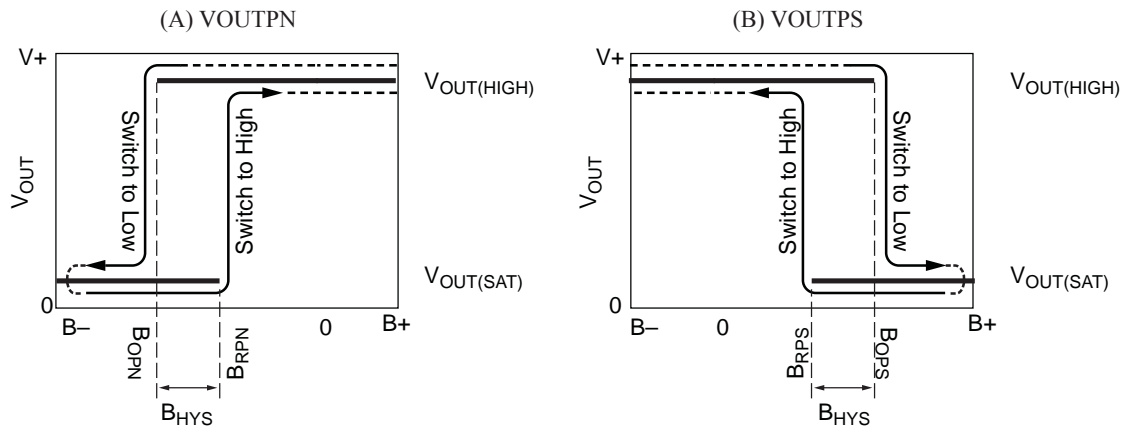 (A) VOUTPN
V+
Switch to Low
Switch to High
VOUT(HIGH)
VOUT
VOUT(SAT)
0
B–
0
B+
BOPN
BRPN
BHYS
(B) VOUTPS
V+
Switch to High
Switch to Low
VOUT(HIGH)
VOUT
VOUT(SAT)
0
B–
0
B+
BRPS
BOPS
BHYS